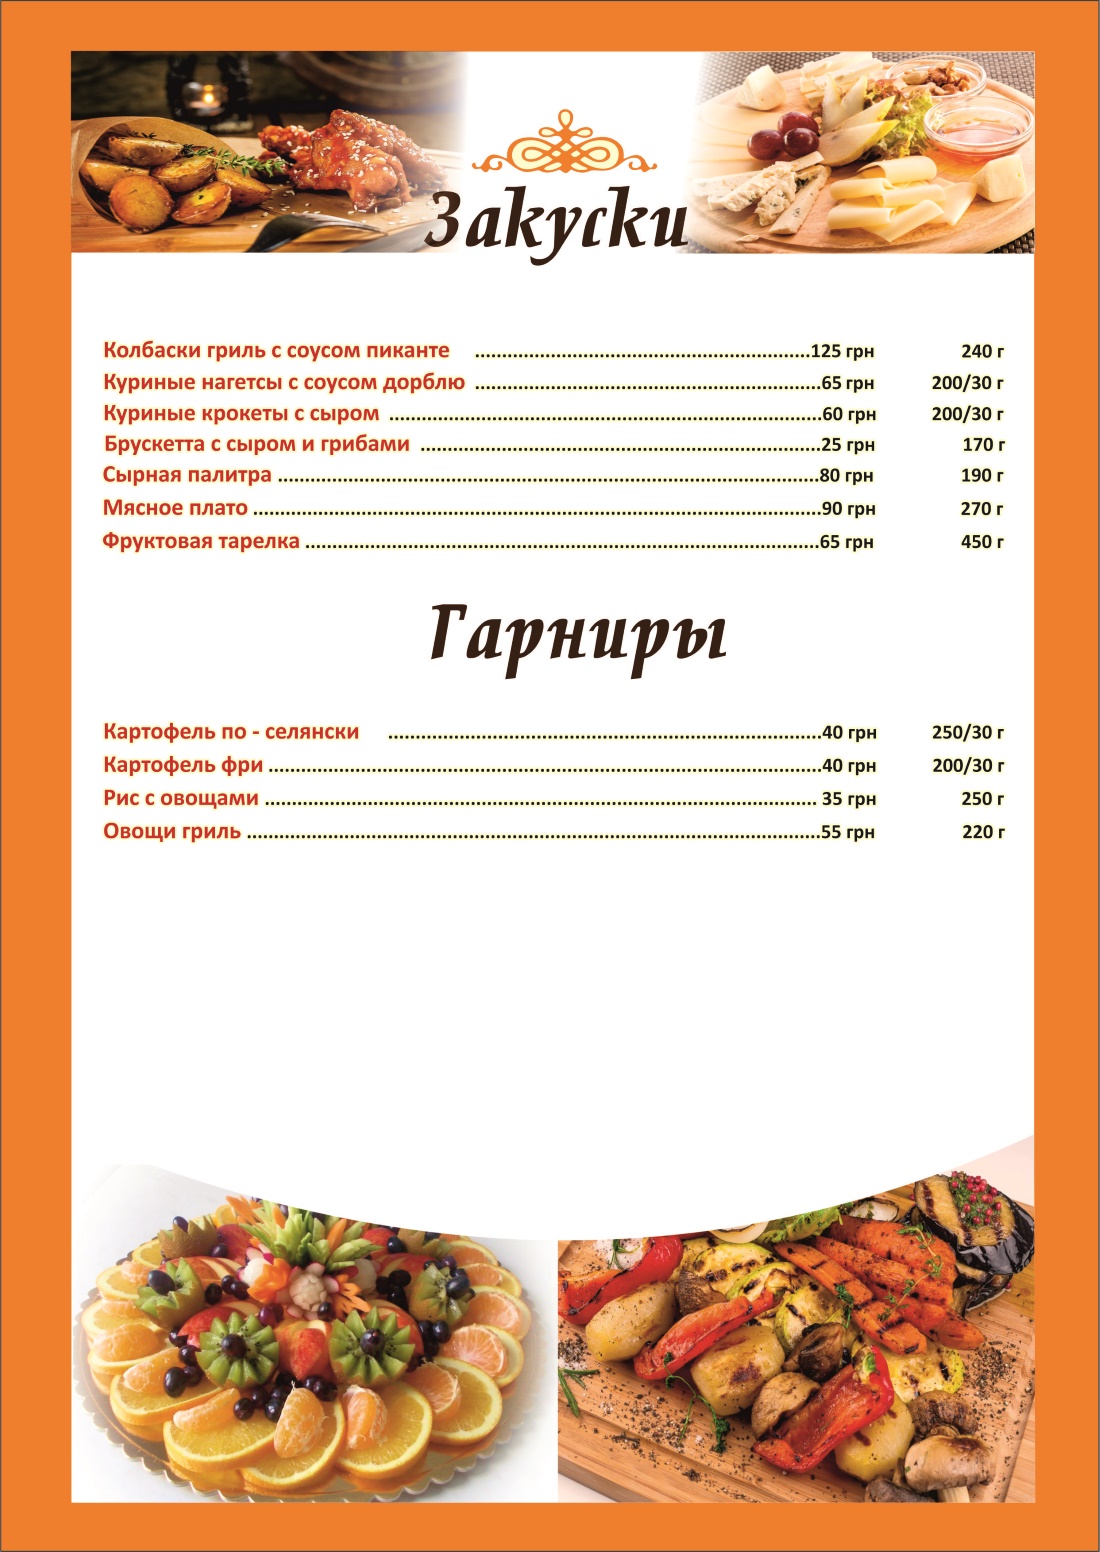 Закуски
Колбаски гриль с соусом пиканте ............................................................125 грн 240 г
Куриные нагетсы с соусом дорблю ..............................................................65 грн 200/30 г
Куриные крокеты с сыром .............................................................................60 грн 200/30 г
Брускетта с сыром и грибами .......................................................................25 грн 170 г
Сырная палитра ................................................................................................80 грн 190 г
Мясное плато .....................................................................................................90 грн 270 г
Фруктовая тарелка ...........................................................................................65 грн 450 г
Гарниры
Картофель по - селянски .............................................................................40 грн 250/30 г
Картофель фри ..................................................................................................40 грн 200/30 г
Рис с овощами .................................................................................................. 35 грн 250 г
Овощи гриль ......................................................................................................55 грн 220 г